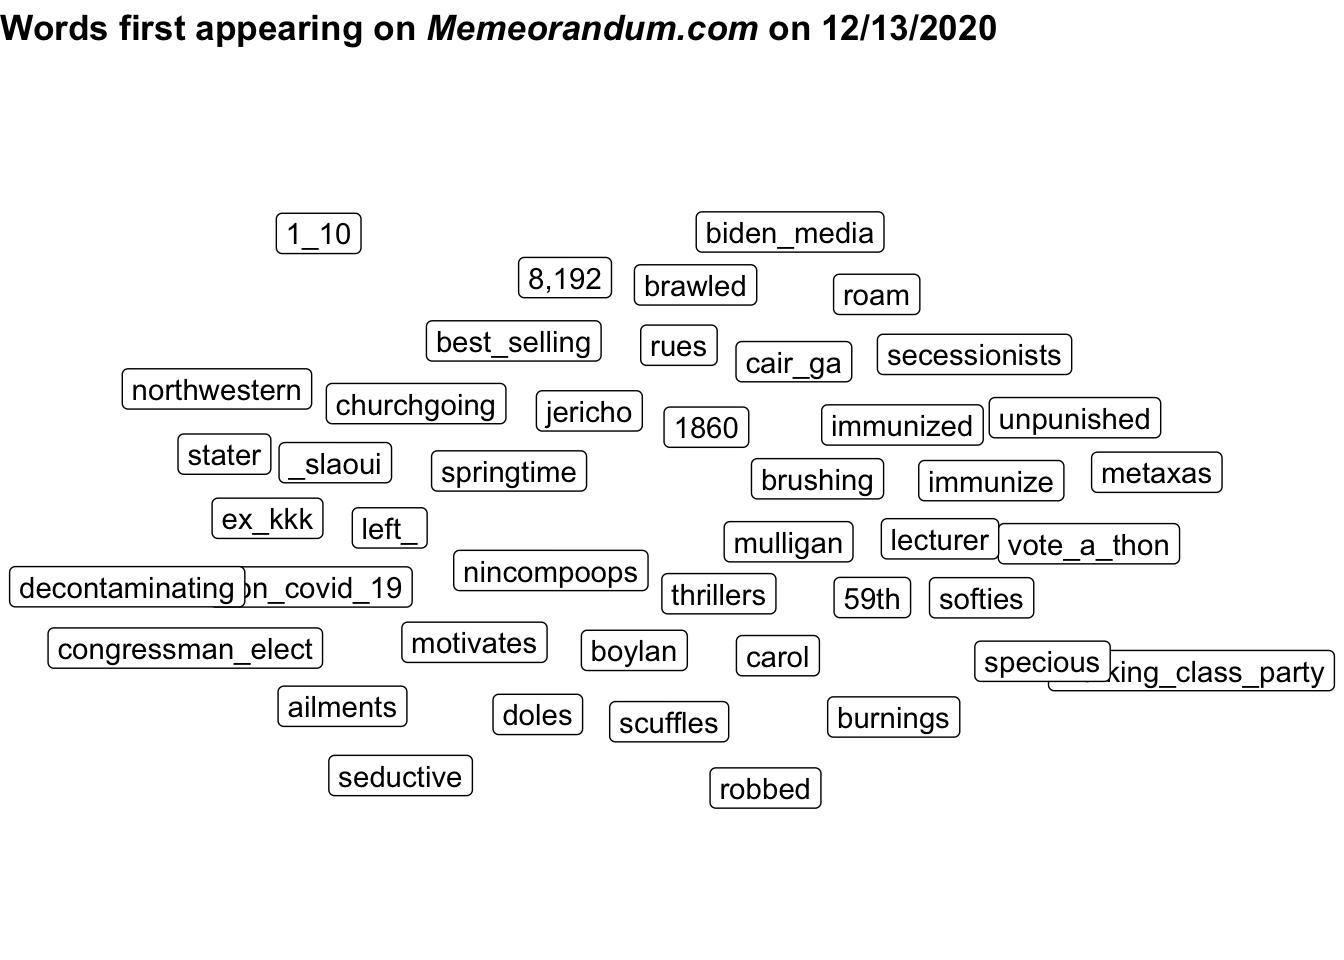 Words first appearing on Memeorandum.com on 12/13/2020
1_10
biden_media
8,192
brawled
roam
best_selling
rues
cair_ga
secessionists
northwestern
churchgoing
jericho
1860
immunized
unpunished
stater
_slaoui
springtime
brushing
immunize
metaxas
ex_kkk
left_
mulligan
lecturer
vote_a_thon
decontaminating
on_covid_19
nincompoops
thrillers
59th
softies
congressman_elect
motivates
boylan
carol
specious
king_class_party
ailments
doles
scuffles
burnings
seductive
robbed